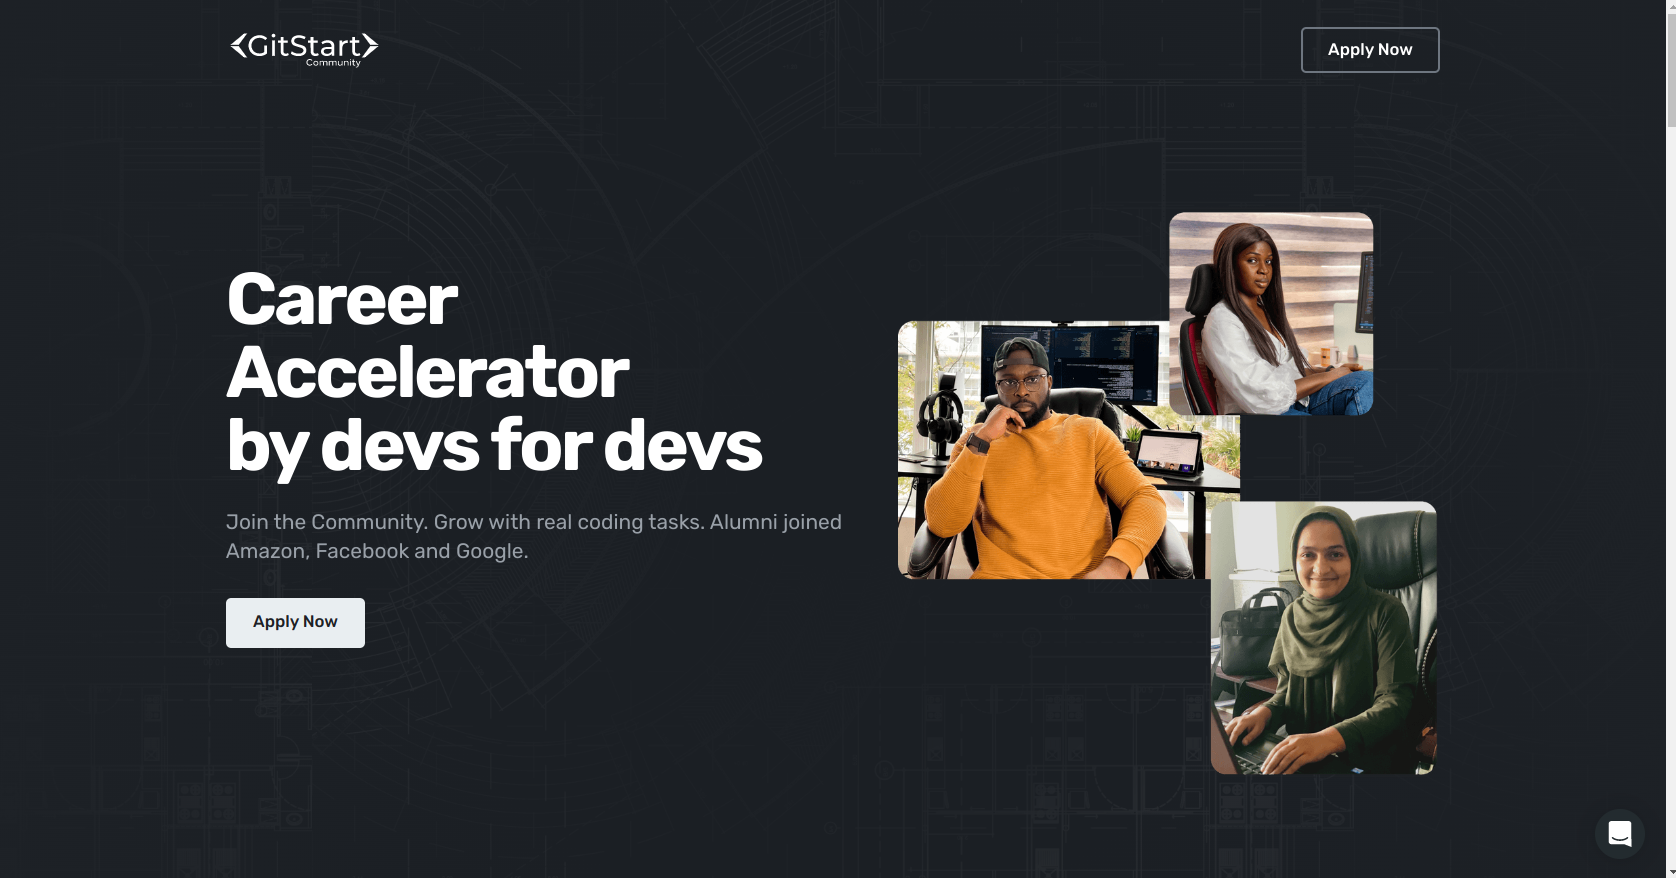 <GitStart>
Community
Apply Now
Career
Accelerator
by devs for devs
Join the Community. Grow with real coding tasks. Alumni joined
Amazon, Facebook and Google.
Apply Now